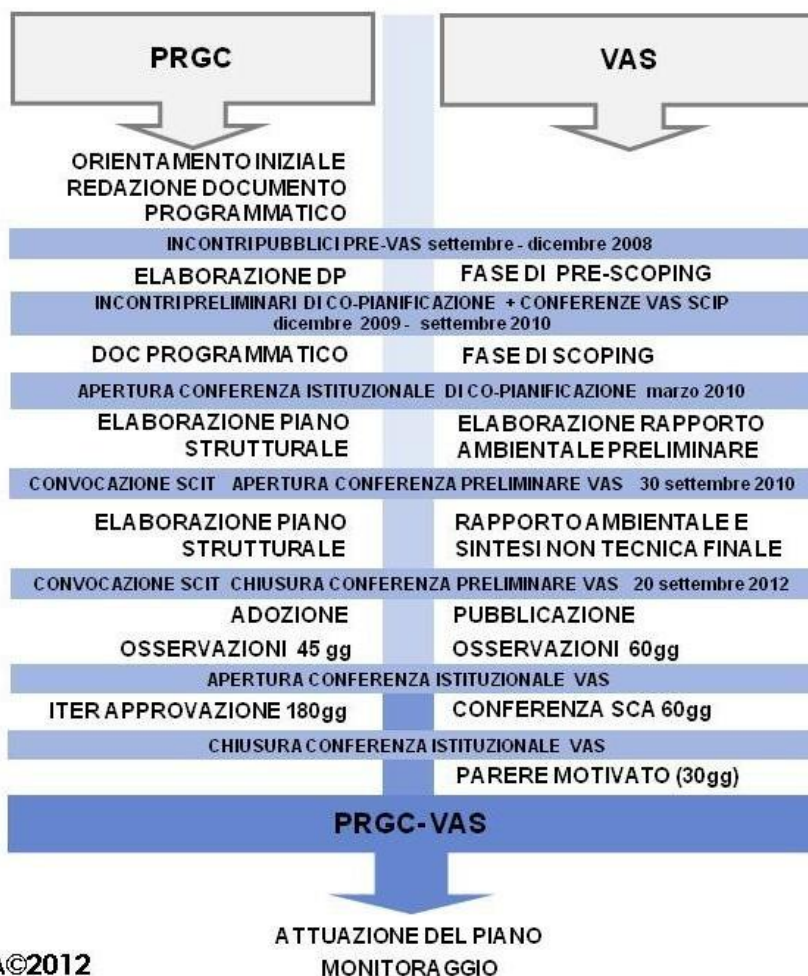 PRGC
VAS
ORIENTAMENTO INIZIALE
REDAZIONE DOCUMENTO
PROGRAMMATICO
INCONTRI PUBBLICI PRE-VAS settembre - dicembre 2008
ELABORAZIONE DP
FASE DI PRE-SCOPING
INCONTRI PRELIMINARI DI CO-PIANIFICAZIONE + CONFERENZE VAS SCIP
dicembre 2009 - settembre 2010
DOC PROGRAMMATICO
FASE DI SCOPING
APERTURA CONFERENZA ISTITUZIONALE DI CO-PIANIFICAZIONE marzo 2010
ELABORAZIONE PIANO
STRUTTURALE
ELABORAZIONE RAPPORTO
AMBIENTALE PRELIMINARE
CONVOCAZIONE SCIT APERTURA CONFERENZA PRELIMINARE VAS 30 settembre 2010
ELABORAZIONE PIANO
STRUTTURALE
RAPPORTO AMBIENTALE E
SINTESI NON TECNICA FINALE
CONVOCAZIONE SCIT CHIUSURA CONFERENZA PRELIMINARE VAS 20 settembre 2012
ADOZIONE
PUBBLICAZIONE
OSSERVAZIONI 45 gg
OSSERVAZIONI 60gg
APERTURA CONFERENZA ISTITUZIONALE VAS
ITER APPROVAZIONE 180gg
CONFERENZA SCA 60gg
CHIUSURA CONFERENZA ISTITUZIONALE VAS
PARERE MOTIVATO (30gg)
PRGC-VAS
ATTUAZIONE DEL PIANO
MONITORAGGIO
A©2012